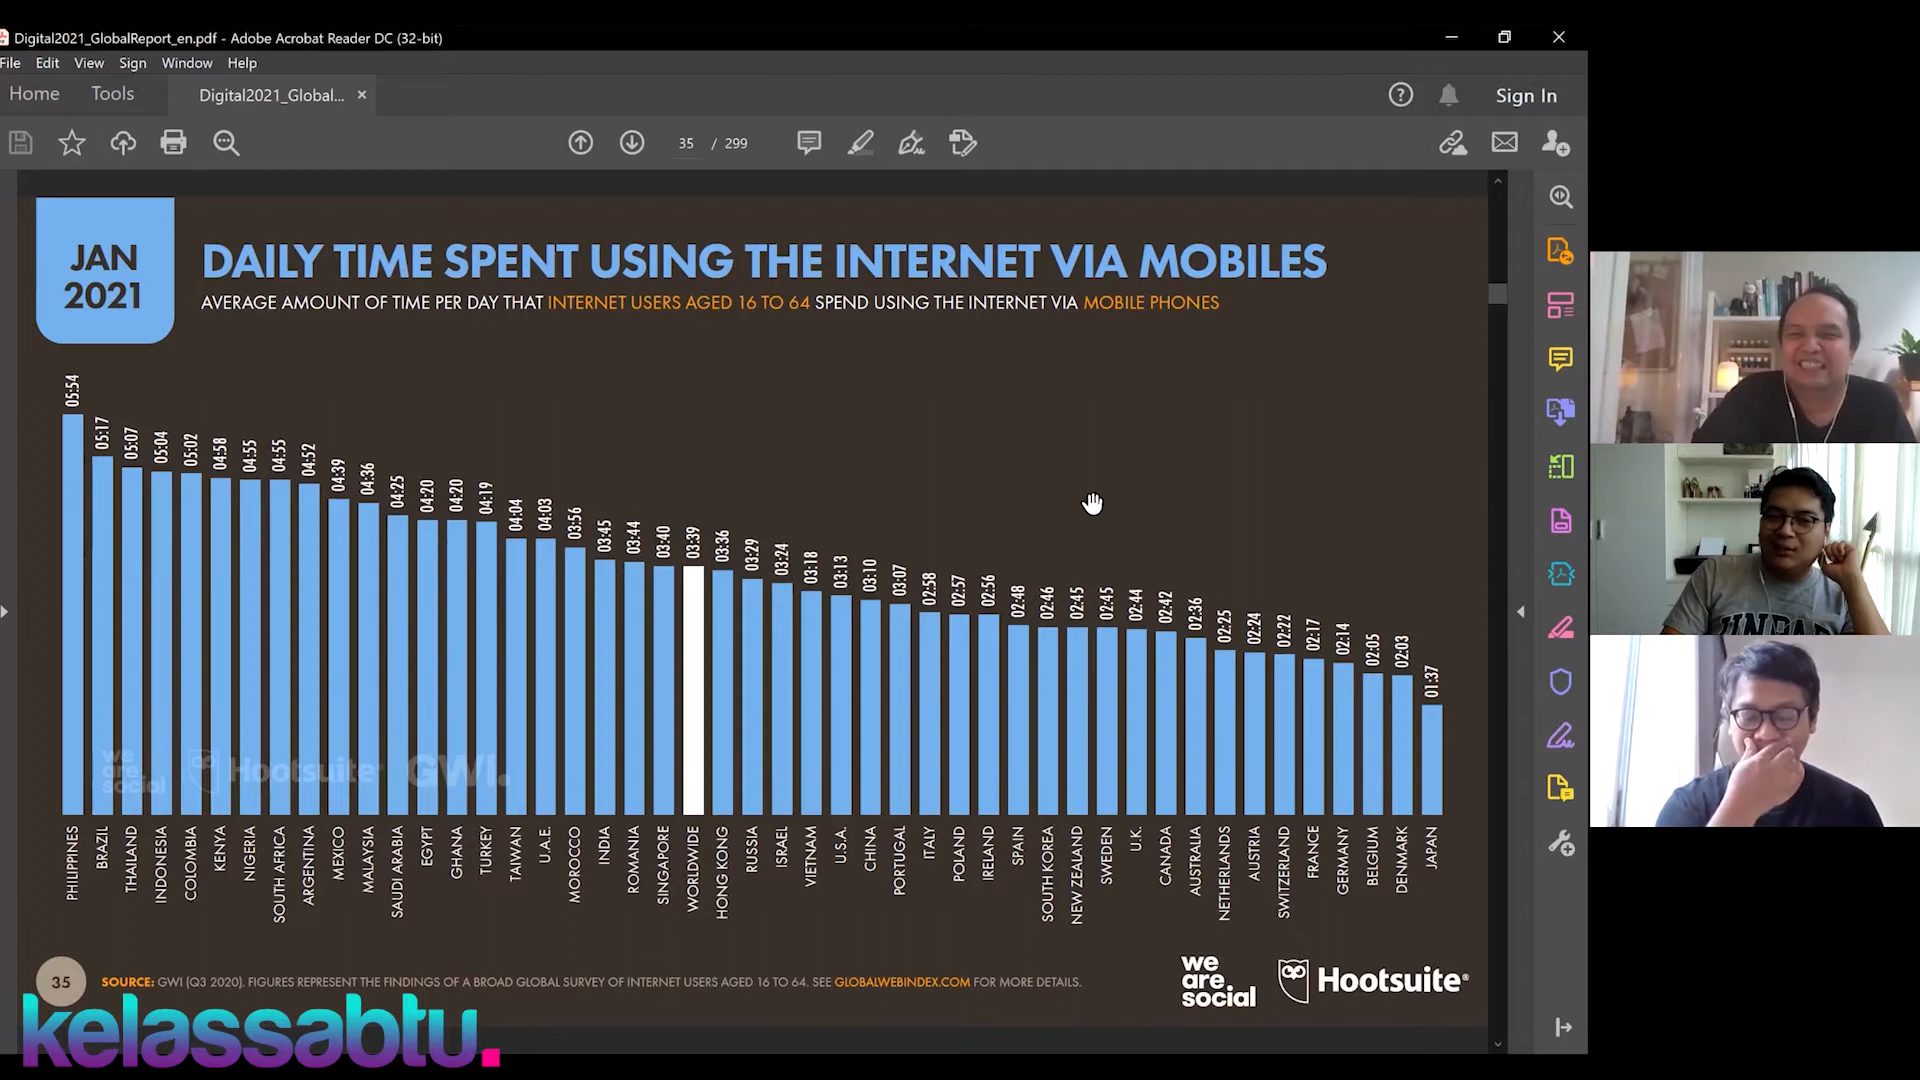 Digital2021_GlobalReport_en.pdf - Adobe Acrobat Reader DC (32-bit)
File Edit View Sign Window Help
Home Tools Digital2021_Global... ×
Sign In
35 / 299
JAN
2021
DAILY TIME SPENT USING THE INTERNET VIA MOBILES
AVERAGE AMOUNT OF TIME PER DAY THAT INTERNET USERS AGED 16 TO 64 SPEND USING THE INTERNET VIA MOBILE PHONES
05:54 05:17 05:07 05:04 05:02 04:58 04:55 04:55 04:52 04:39 04:36 04:25 04:20 04:20 04:19 04:04 04:03 03:56 03:45 03:44 03:40 03:39 03:36 03:29 03:24 03:18 03:13 03:10 03:07 02:58 02:57 02:56 02:48 02:46 02:45 02:45 02:44 02:42 02:36 02:25 02:24 02:22 02:17 02:14 02:05 02:03 01:37
we
are.
social
Hootsuite®
GWI.
PHILIPPINES BRAZIL THAILAND INDONESIA COLOMBIA KENYA NIGERIA SOUTH AFRICA ARGENTINA MEXICO MALAYSIA SAUDI ARABIA EGYPT GHANA TURKEY TAIWAN U.A.E. MOROCCO INDIA ROMANIA SINGAPORE WORLDWIDE HONG KONG RUSSIA ISRAEL VIETNAM U.S.A. CHINA PORTUGAL ITALY POLAND IRELAND SPAIN SOUTH KOREA NEW ZEALAND SWEDEN U.K. CANADA AUSTRALIA NETHERLANDS AUSTRIA SWITZERLAND FRANCE GERMANY BELGIUM DENMARK JAPAN
35
SOURCE: GWI (Q3 2020). FIGURES REPRESENT THE FINDINGS OF A BROAD GLOBAL SURVEY OF INTERNET USERS AGED 16 TO 64. SEE GLOBALWEBINDEX.COM FOR MORE DETAILS.
we
are.
social
Hootsuite®
kelassabtu.